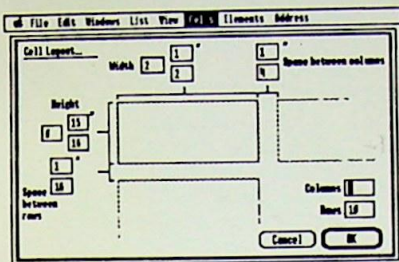 File Edit Windows List View Cells Elements Address
Cell Layout...
Width 2 1 "
2
1 "
4
Space between columns
Height
0 15 "
16
1 "
16
Space
between
rows
Columns
Rows 10
Cancel OK